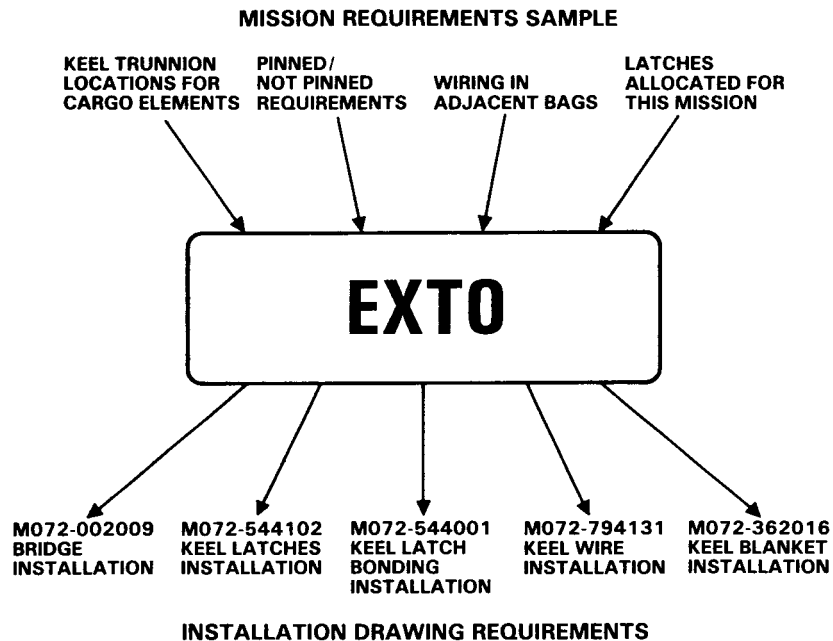 MISSION REQUIREMENTS SAMPLE
KEEL TRUNNION
LOCATIONS FOR
CARGO ELEMENTS
PINNED/
NOT PINNED
REQUIREMENTS
WIRING IN
ADJACENT BAGS
LATCHES
ALLOCATED FOR
THIS MISSION
EXTO
M072-002009
BRIDGE
INSTALLATION
M072-544102
KEEL LATCHES
INSTALLATION
M072-544001
KEEL LATCH
BONDING
INSTALLATION
M072-794131
KEEL WIRE
INSTALLATION
M072-362016
KEEL BLANKET
INSTALLATION
INSTALLATION DRAWING REQUIREMENTS